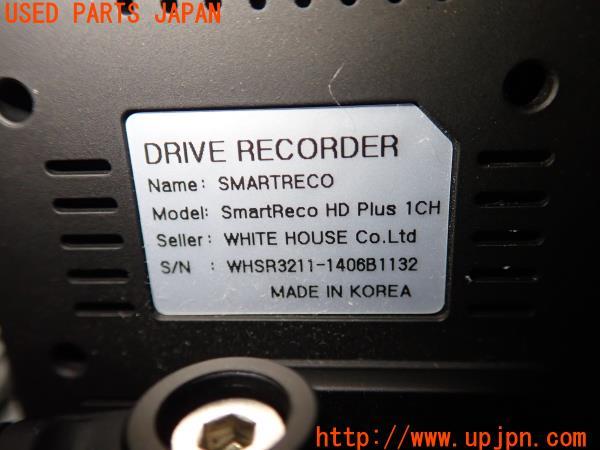 USED PARTS JAPAN
DRIVE RECORDER
Name: SMARTRECO
Model: SmartReco HD Plus 1CH
Seller: WHITE HOUSE Co.Ltd
S/N : WHSR3211-1406B1132
MADE IN KOREA
http://www.upjpn.com/